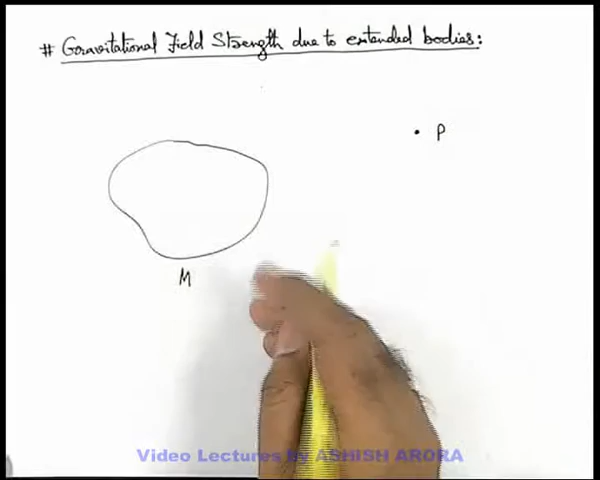 # Gravitational Field Strength due to extended bodies:
• P
M
Video Lectures by ASHISH ARORA